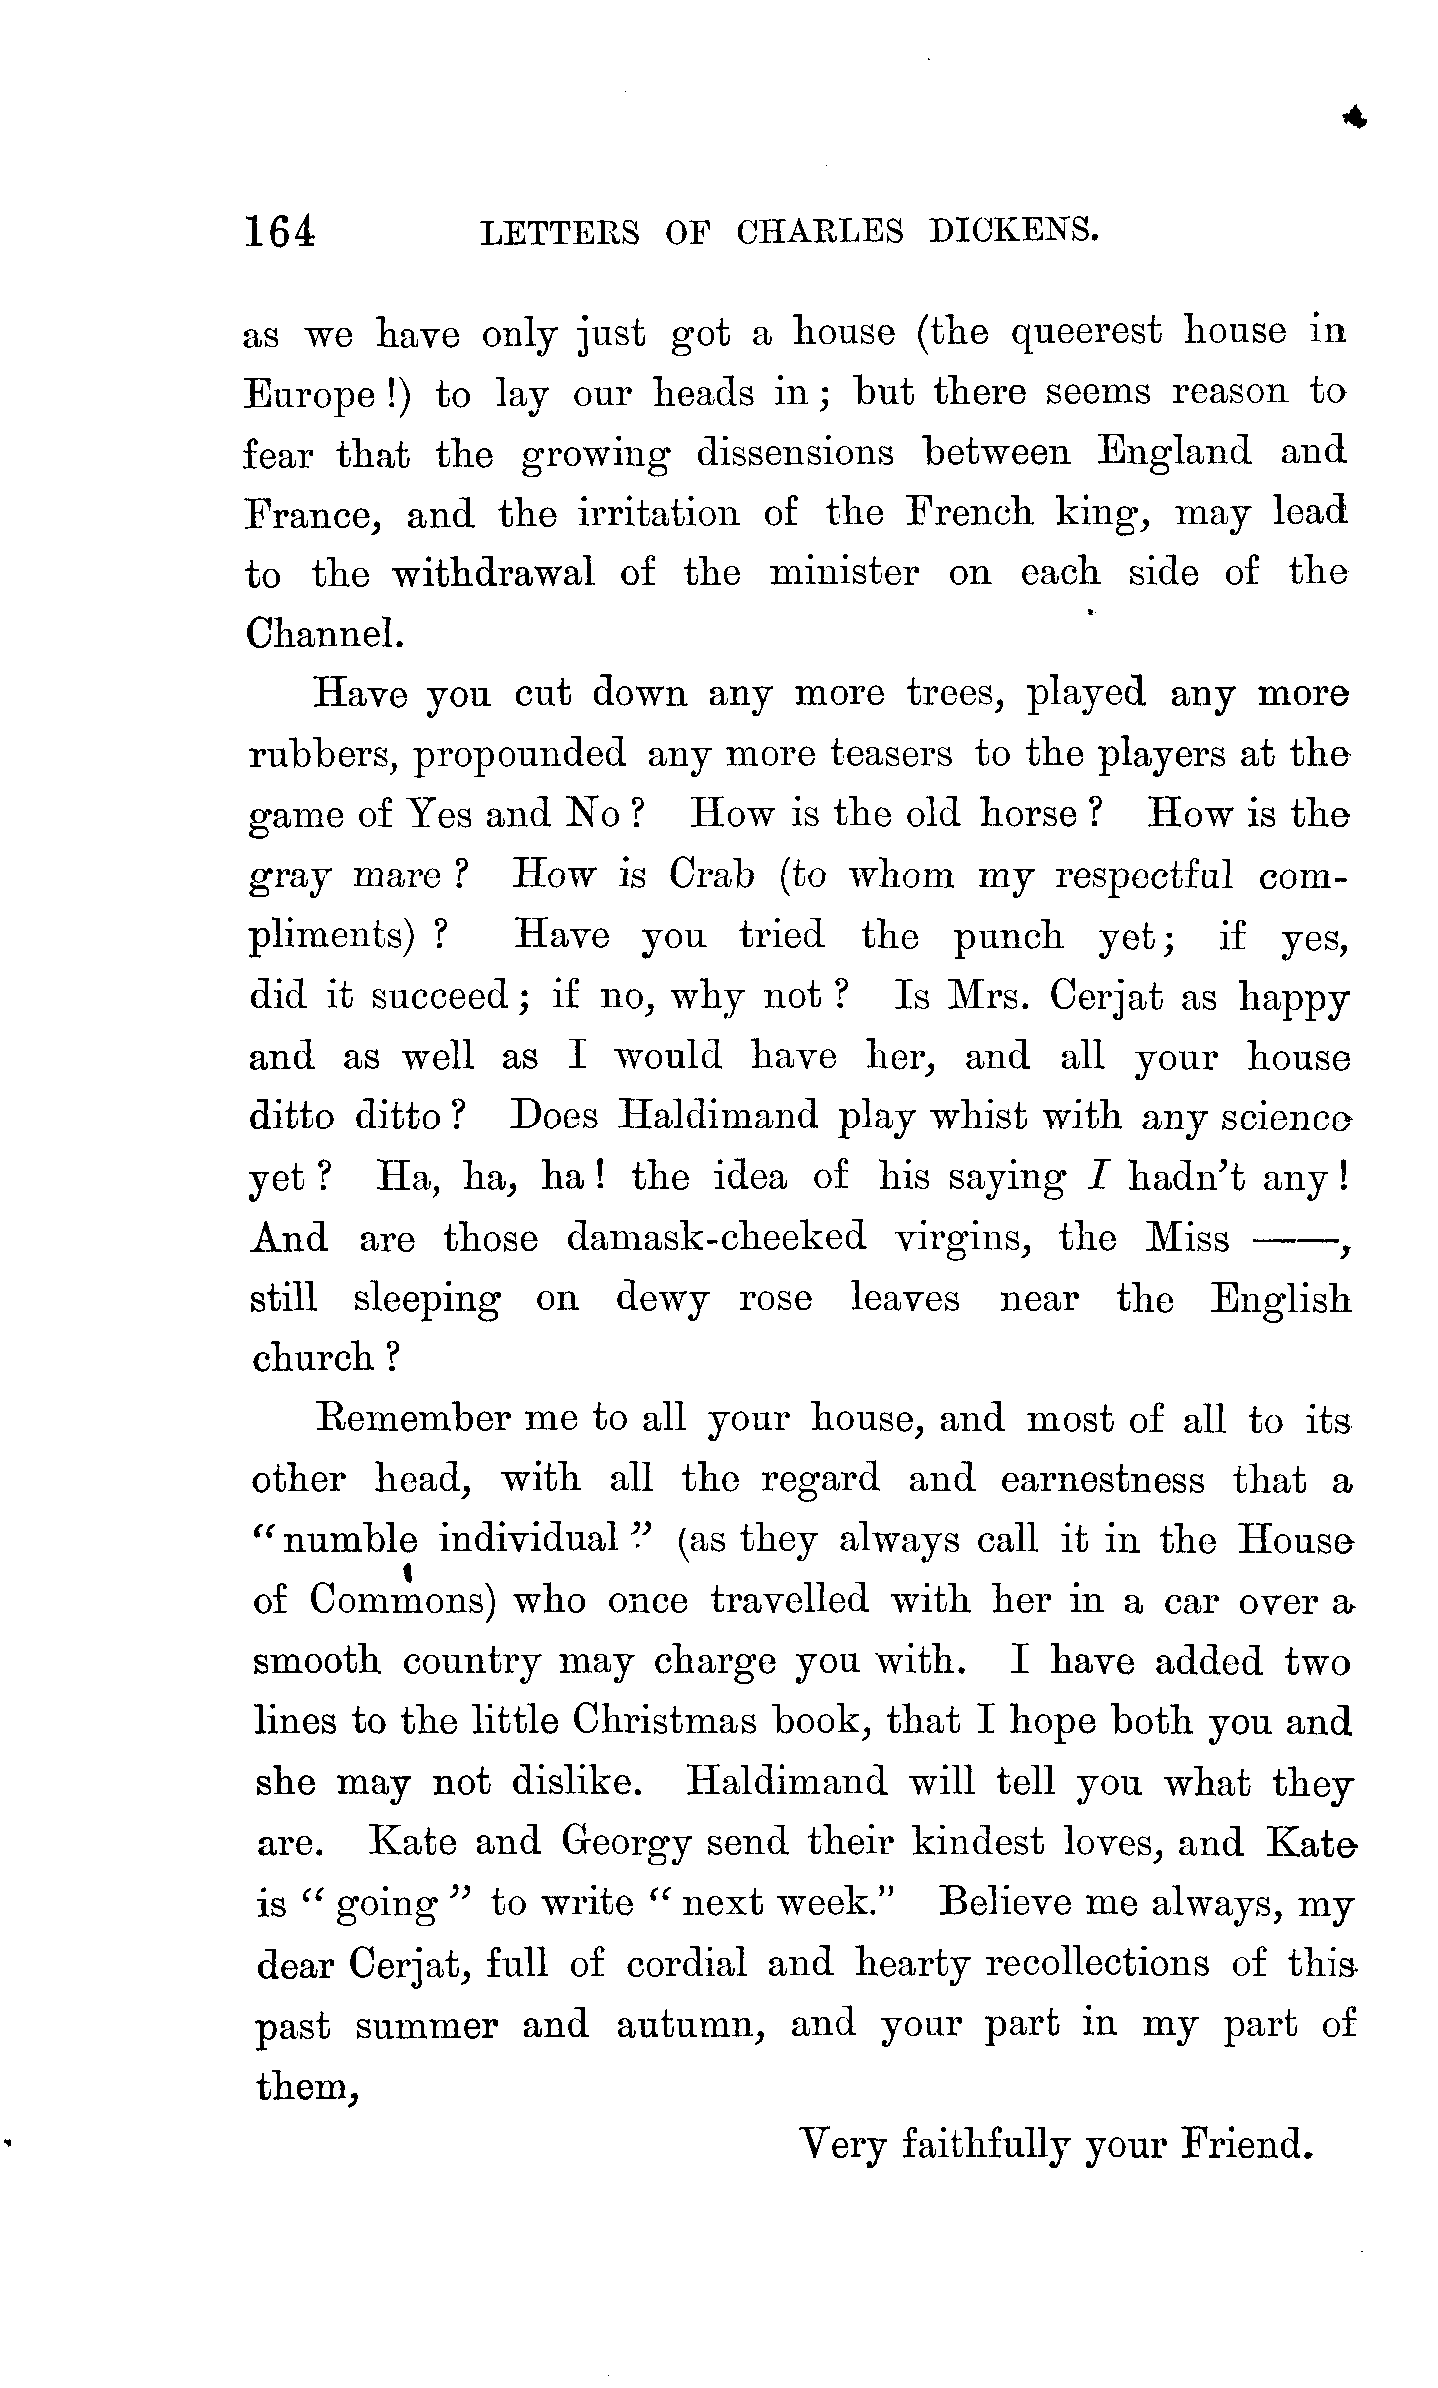 164 LETTERS OF CHARLES DICKENS.
as we have only just got a house (the queerest house in
Europe !) to lay our heads in ; but there seems reason to
fear that the growing dissensions between England and
France, and the irritation of the French king, may lead
to the withdrawal of the minister on each side of the
Channel.
Have you cut down any more trees, played any more
rubbers, propounded any more teasers to the players at the
game of Yes and No ? How is the old horse ? How is the
gray mare ? How is Crab (to whom my respectful com-
pliments) ? Have you tried the punch yet ; if yes,
did it succeed ; if no, why not ? Is Mrs. Cerjat as happy
and as well as I would have her, and all your house
ditto ditto ? Does Haldimand play whist with any science
yet ? Ha, ha, ha ! the idea of his saying I hadn't any !
And are those damask-cheeked virgins, the Miss ——,
still sleeping on dewy rose leaves near the English
church ?
Remember me to all your house, and most of all to its
other head, with all the regard and earnestness that a
“numble individual” (as they always call it in the House
of Commons) who once travelled with her in a car over a
smooth country may charge you with. I have added two
lines to the little Christmas book, that I hope both you and
she may not dislike. Haldimand will tell you what they
are. Kate and Georgy send their kindest loves, and Kate
is “ going ” to write “ next week.” Believe me always, my
dear Cerjat, full of cordial and hearty recollections of this
past summer and autumn, and your part in my part of
them,
Very faithfully your Friend.